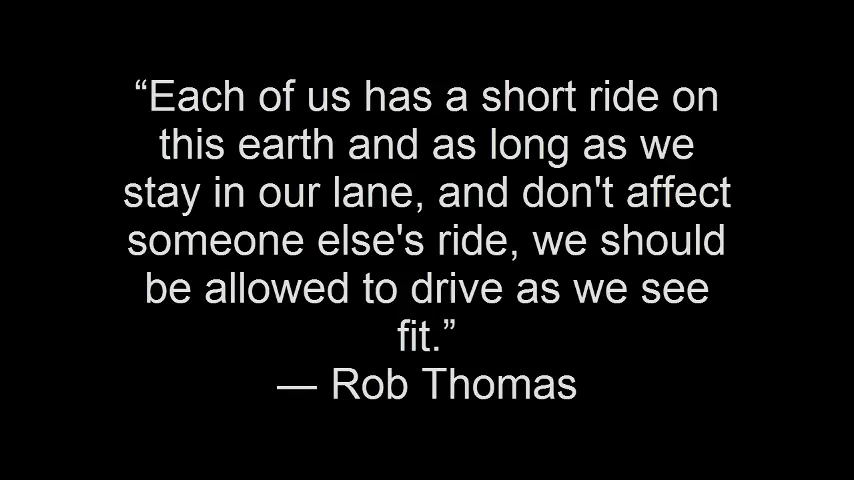 “Each of us has a short ride on
this earth and as long as we
stay in our lane, and don't affect
someone else's ride, we should
be allowed to drive as we see
fit.”
— Rob Thomas